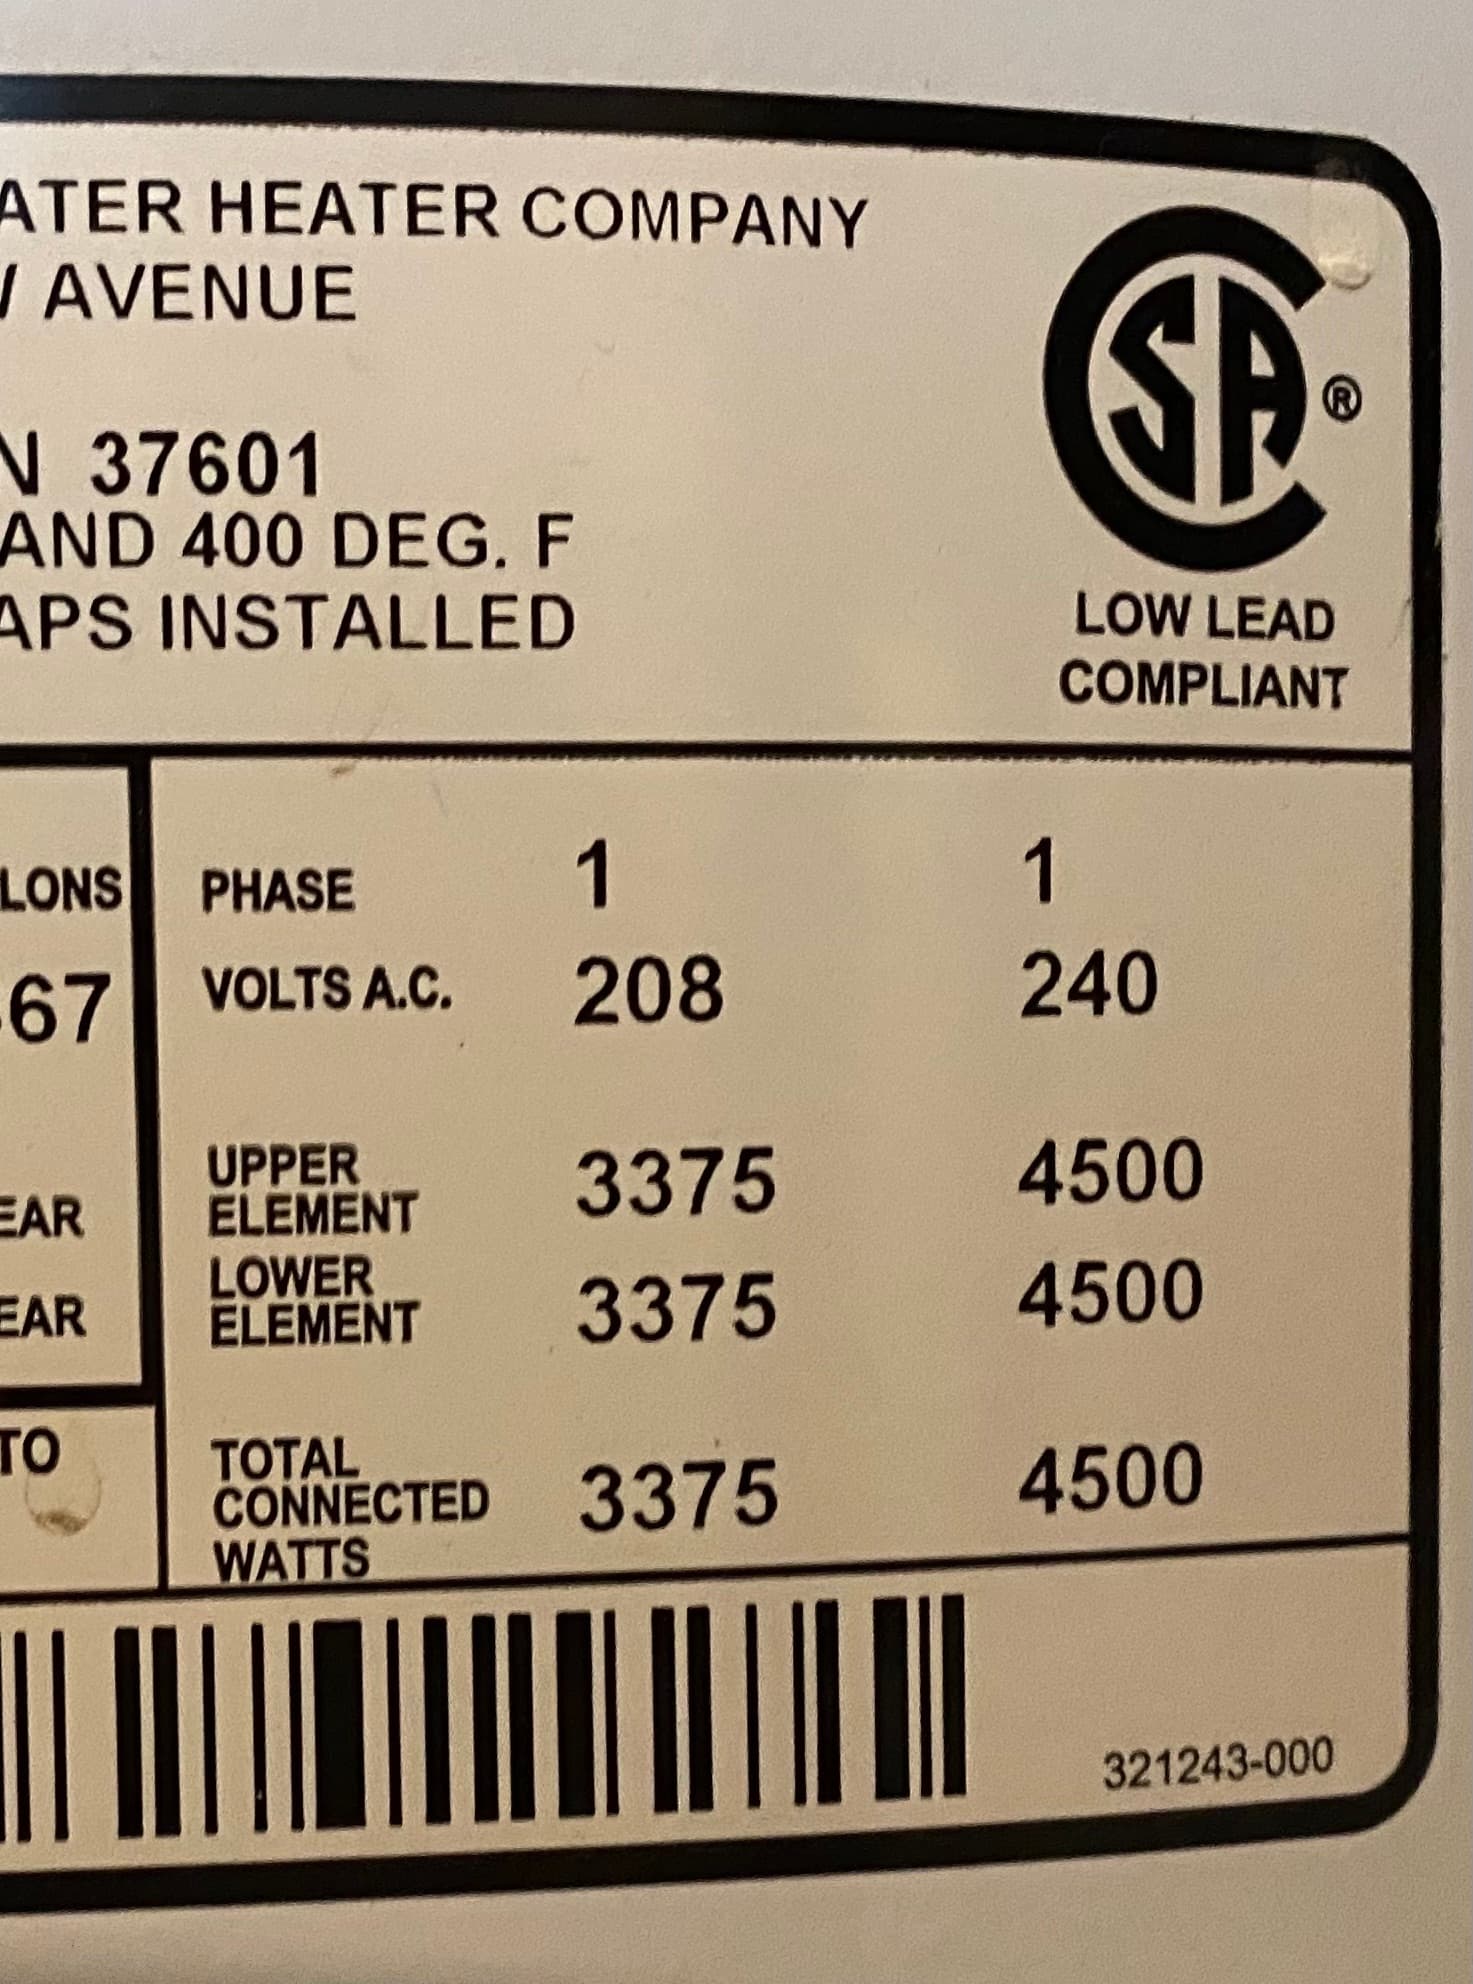 ATER HEATER COMPANY
AVENUE
N 37601
AND 400 DEG. F
APS INSTALLED
CSA ®
LOW LEAD
COMPLIANT
LONS
67
EAR
EAR
TO
PHASE 1 1
VOLTS A.C. 208 240
UPPER
ELEMENT 3375 4500
LOWER
ELEMENT 3375 4500
TOTAL
CONNECTED 3375 4500
WATTS
321243-000